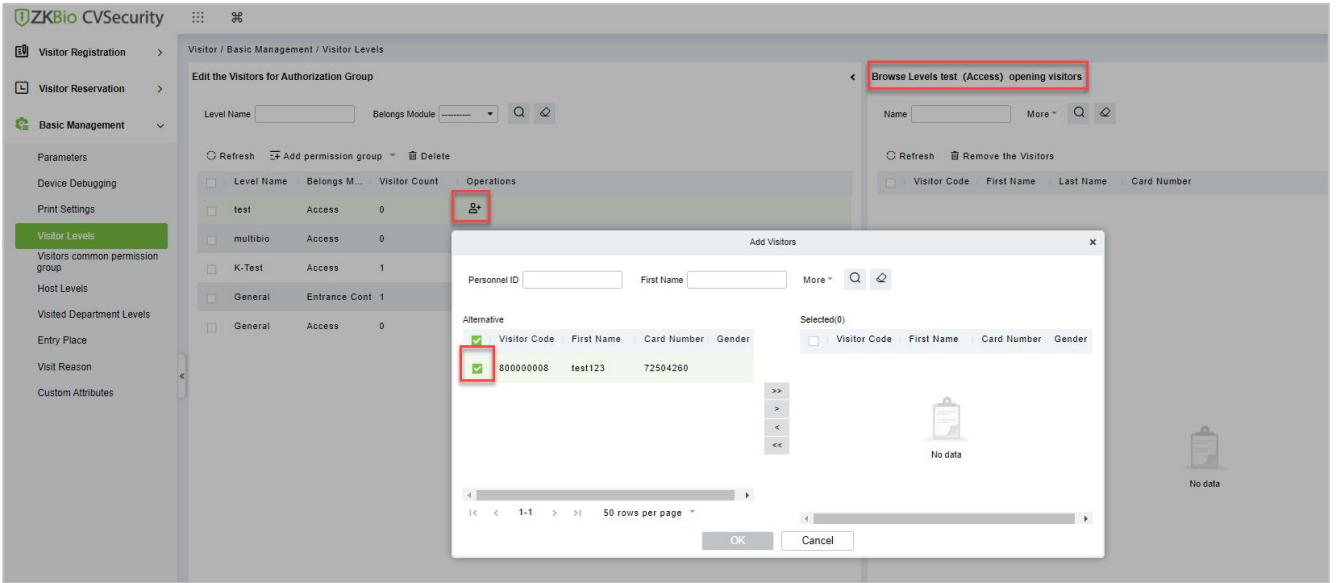 ZKBio CVSecurity
Visitor Registration
Visitor Reservation
Basic Management
Parameters
Device Debugging
Print Settings
Visitor Levels
Visitors common permission
group
Host Levels
Visited Department Levels
Entry Place
Visit Reason
Custom Attributes
Visitor / Basic Management / Visitor Levels
Edit the Visitors for Authorization Group
Level Name Belongs Module ----------
Refresh Add permission group Delete
Level Name Belongs M... Visitor Count Operations
test Access 0
multibio Access 0
K-Test Access 1
General Entrance Cont 1
General Access 0
Browse Levels test (Access) opening visitors
Name More
Refresh Remove the Visitors
Visitor Code First Name Last Name Card Number
No data
Add Visitors
Personnel ID First Name More
Alternative
Visitor Code First Name Card Number Gender
800000008 test123 72504260
>>
>
<
<<
1-1 50 rows per page
Selected(0)
Visitor Code First Name Card Number Gender
No data
OK Cancel